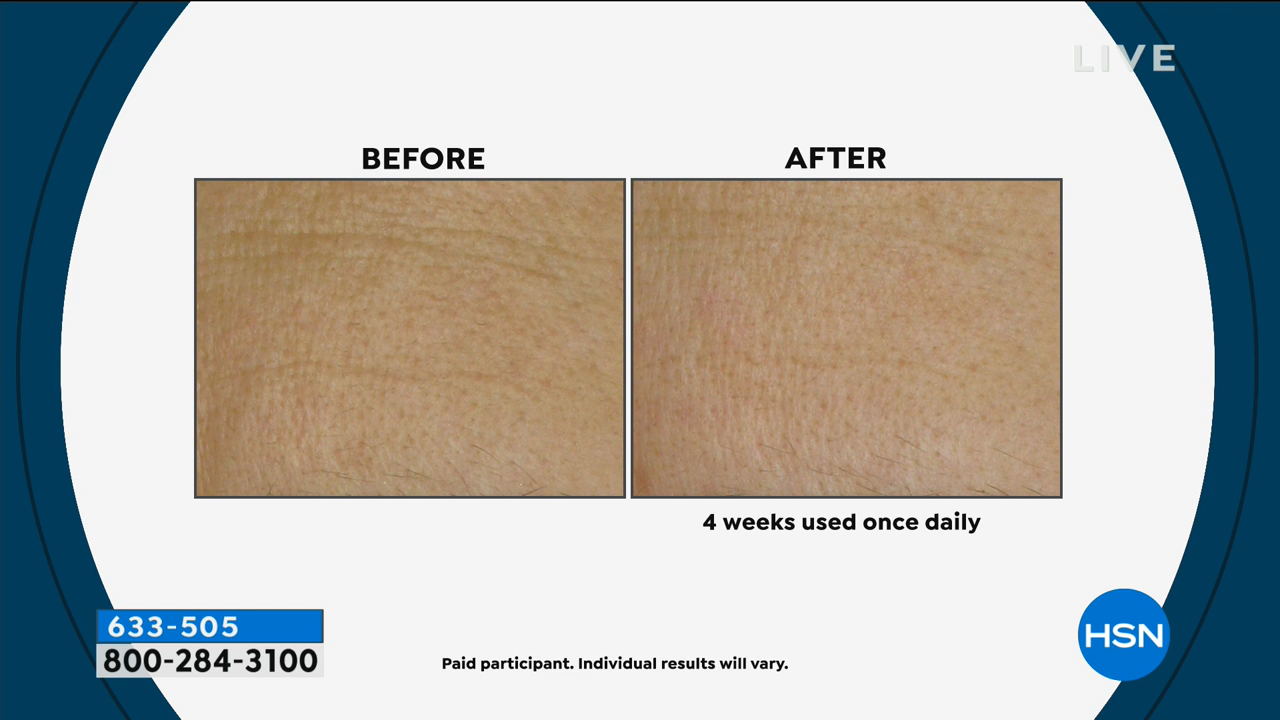 LIVE
BEFORE
AFTER
4 weeks used once daily
633-505
800-284-3100
Paid participant. Individual results will vary.
HSN